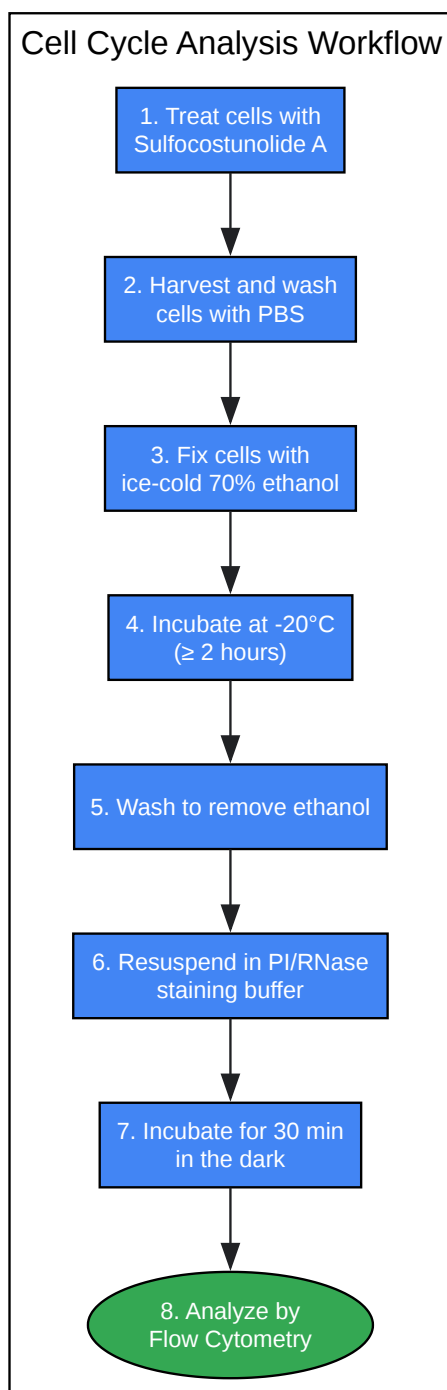 Cell Cycle Analysis Workflow
1. Treat cells with
Sulfocostunolide A
2. Harvest and wash
cells with PBS
3. Fix cells with
ice-cold 70% ethanol
4. Incubate at -20°C
(≥ 2 hours)
5. Wash to remove ethanol
6. Resuspend in PI/RNase
staining buffer
7. Incubate for 30 min
in the dark
8. Analyze by
Flow Cytometry